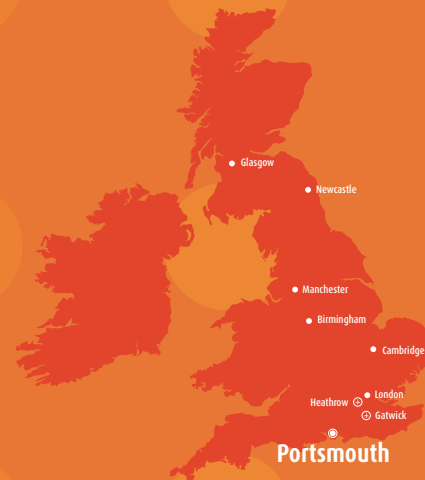 Glasgow
Newcastle
Manchester
Birmingham
Cambridge
London
Heathrow
Gatwick
Portsmouth